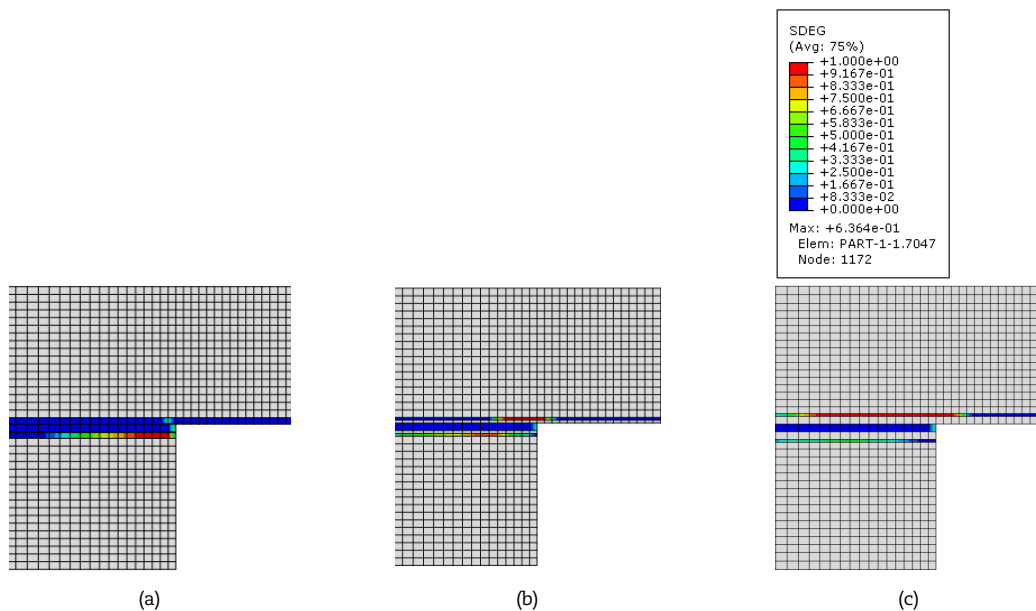 SDEG
(Avg: 75%)
+1.000e+00
+9.167e-01
+8.333e-01
+7.500e-01
+6.667e-01
+5.833e-01
+5.000e-01
+4.167e-01
+3.333e-01
+2.500e-01
+1.667e-01
+8.333e-02
+0.000e+00
Max: +6.364e-01
Elem: PART-1-1.7047
Node: 1172
(a) (b) (c)